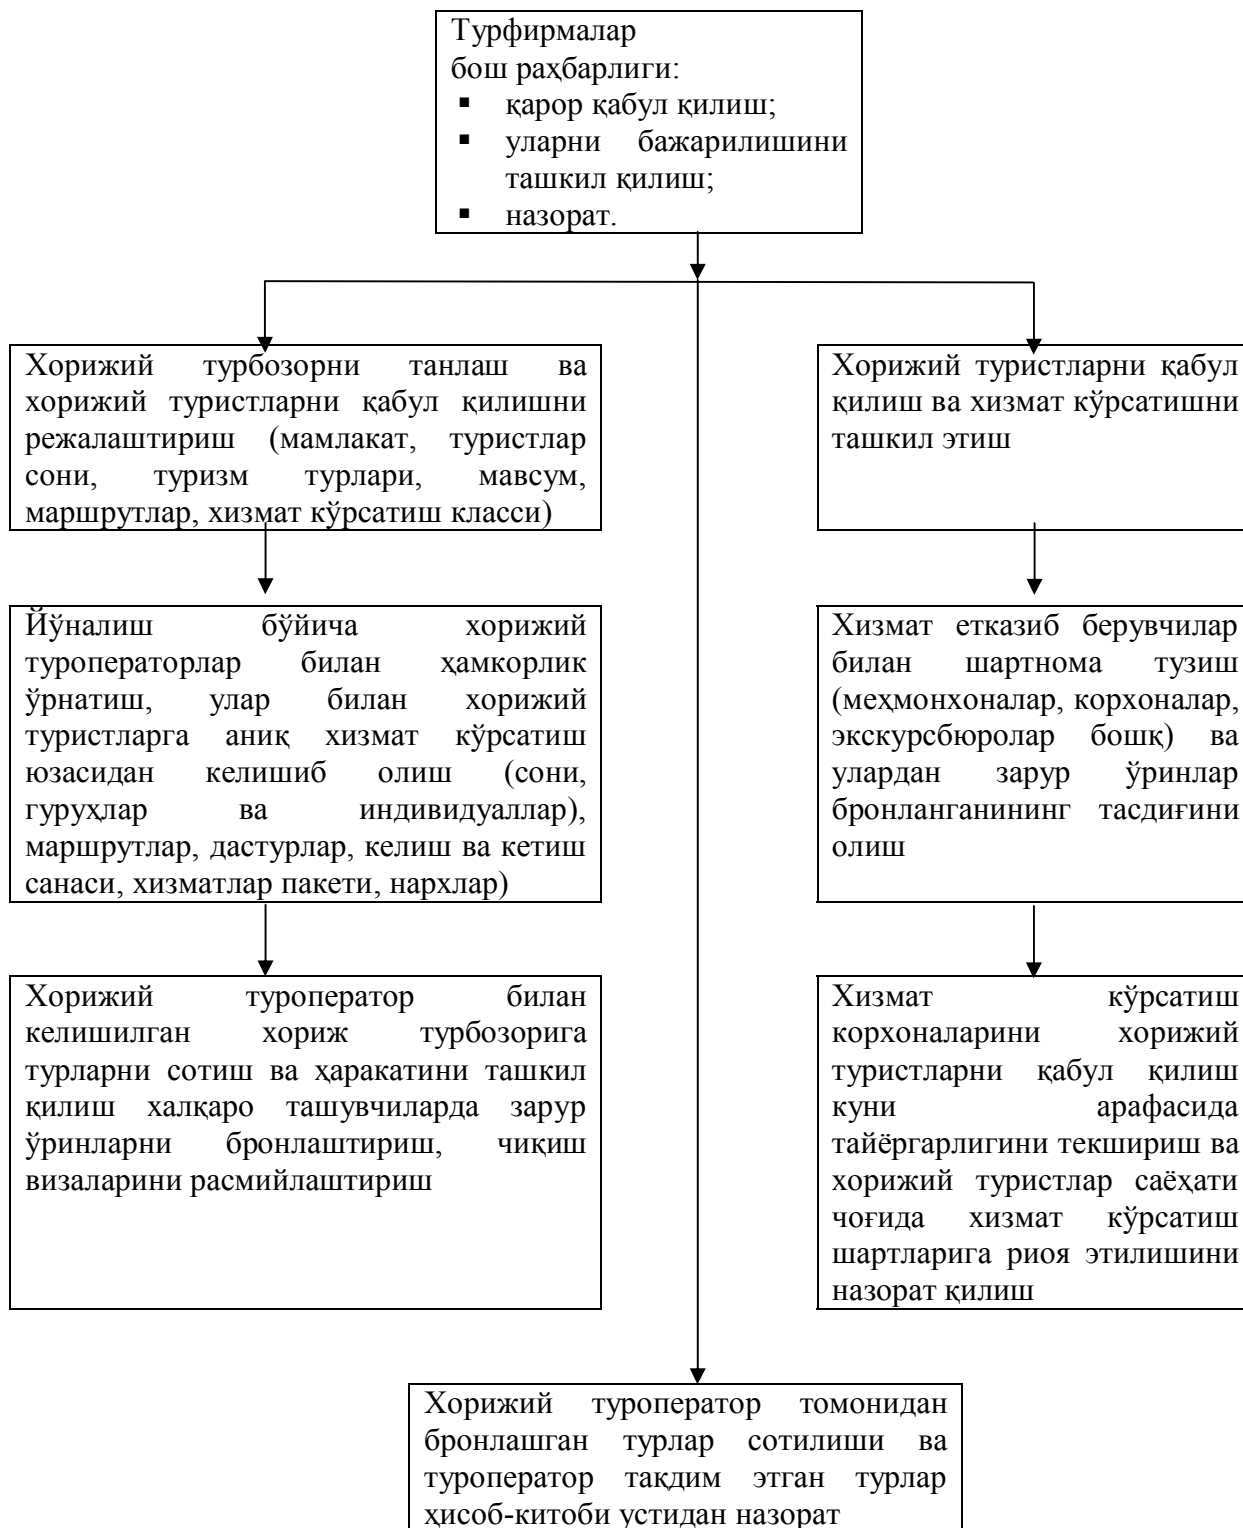 Турфирмалар
бош раҳбарлиги:
▪ қарор қабул қилиш;
▪ уларни бажарилишини
ташкил қилиш;
▪ назорат.
Хорижий турбозорни танлаш ва
хорижий туристларни қабул қилишни
режалаштириш (мамлакат, туристлар
сони, туризм турлари, мавсум,
маршрутлар, хизмат кўрсатиш класси)
Йўналиш бўйича хорижий
туроператорлар билан ҳамкорлик
ўрнатиш, улар билан хорижий
туристларга аниқ хизмат кўрсатиш
юзасидан келишиб олиш (сони,
гуруҳлар ва индивидуаллар),
маршрутлар, дастурлар, келиш ва кетиш
санаси, хизматлар пакети, нархлар)
Хорижий туроператор билан
келишилган хориж турбозорига
турларни сотиш ва ҳаракатини ташкил
қилиш халқаро ташувчиларда зарур
ўринларни бронлаштириш, чиқиш
визаларини расмийлаштириш
Хорижий туристларни қабул
қилиш ва хизмат кўрсатишни
ташкил этиш
Хизмат етказиб берувчилар
билан шартнома тузиш
(меҳмонхоналар, корхоналар,
экскурсбюролар бошқ) ва
улардан зарур ўринлар
бронланганининг тасдиғини
олиш
Хизмат кўрсатиш
корхоналарини хорижий
туристларни қабул қилиш
куни арафасида
тайёргарлигини текшириш ва
хорижий туристлар саёҳати
чоғида хизмат кўрсатиш
шартларига риоя этилишини
назорат қилиш
Хорижий туроператор томонидан
бронлашган турлар сотилиши ва
туроператор тақдим этган турлар
ҳисоб-китоби устидан назорат